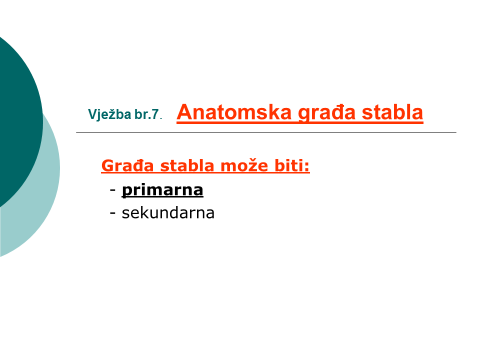 Vježba br.7. Anatomska građa stabla
Građa stabla može biti:
- primarna
- sekundarna